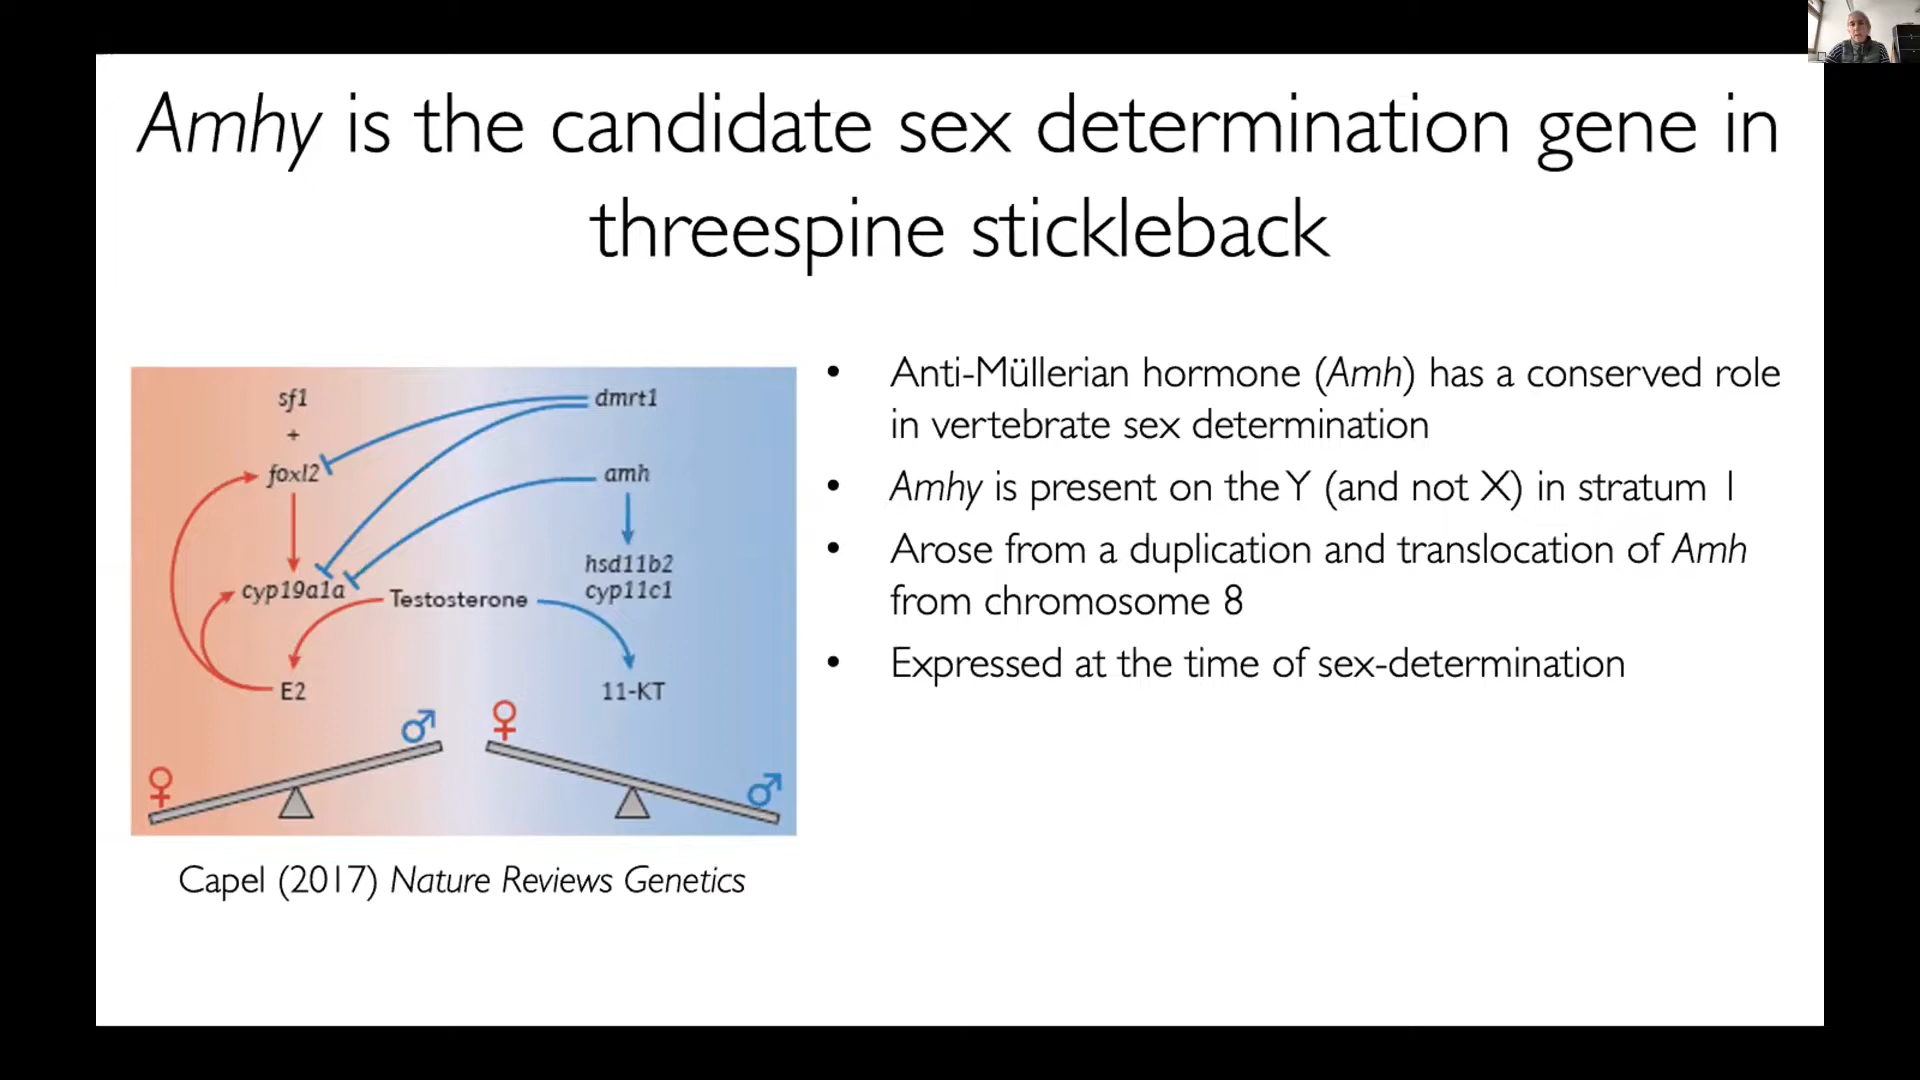 Amhy is the candidate sex determination gene in
threespine stickleback
sf1
+
foxl2
cyp19a1a
E2
Testosterone
dmrt1
amh
hsd11b2
cyp11c1
11-KT
Capel (2017) Nature Reviews Genetics
• Anti-Müllerian hormone (Amh) has a conserved role
in vertebrate sex determination
• Amhy is present on the Y (and not X) in stratum 1
• Arose from a duplication and translocation of Amh
from chromosome 8
• Expressed at the time of sex-determination